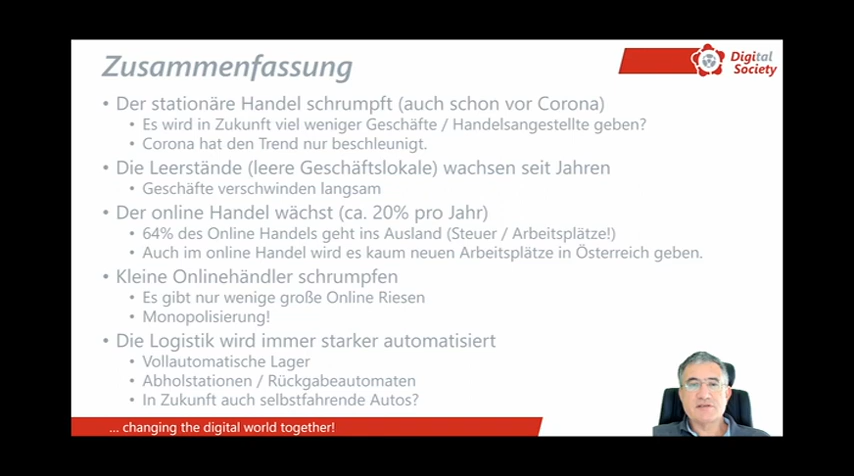 Zusammenfassung
Digital
Society
• Der stationäre Handel schrumpft (auch schon vor Corona)
• Es wird in Zukunft viel weniger Geschäfte / Handelsangestellte geben?
• Corona hat den Trend nur beschleunigt.
• Die Leerstände (leere Geschäftslokale) wachsen seit Jahren
• Geschäfte verschwinden langsam
• Der online Handel wächst (ca. 20% pro Jahr)
• 64% des Online Handels geht ins Ausland (Steuer / Arbeitsplätze!)
• Auch im online Handel wird es kaum neuen Arbeitsplätze in Österreich geben.
• Kleine Onlinehändler schrumpfen
• Es gibt nur wenige große Online Riesen
• Monopolisierung!
• Die Logistik wird immer starker automatisiert
• Vollautomatische Lager
• Abholstationen / Rückgabeautomaten
• In Zukunft auch selbstfahrende Autos?
... changing the digital world together!